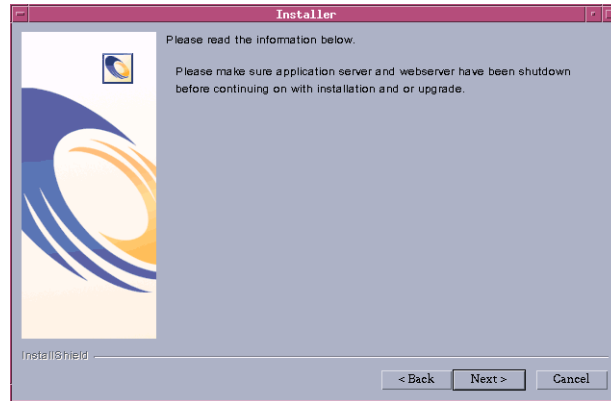 Installer
Please read the information below.
Please make sure application server and webserver have been shutdown
before continuing on with installation and or upgrade.
InstallShield
< Back Next > Cancel